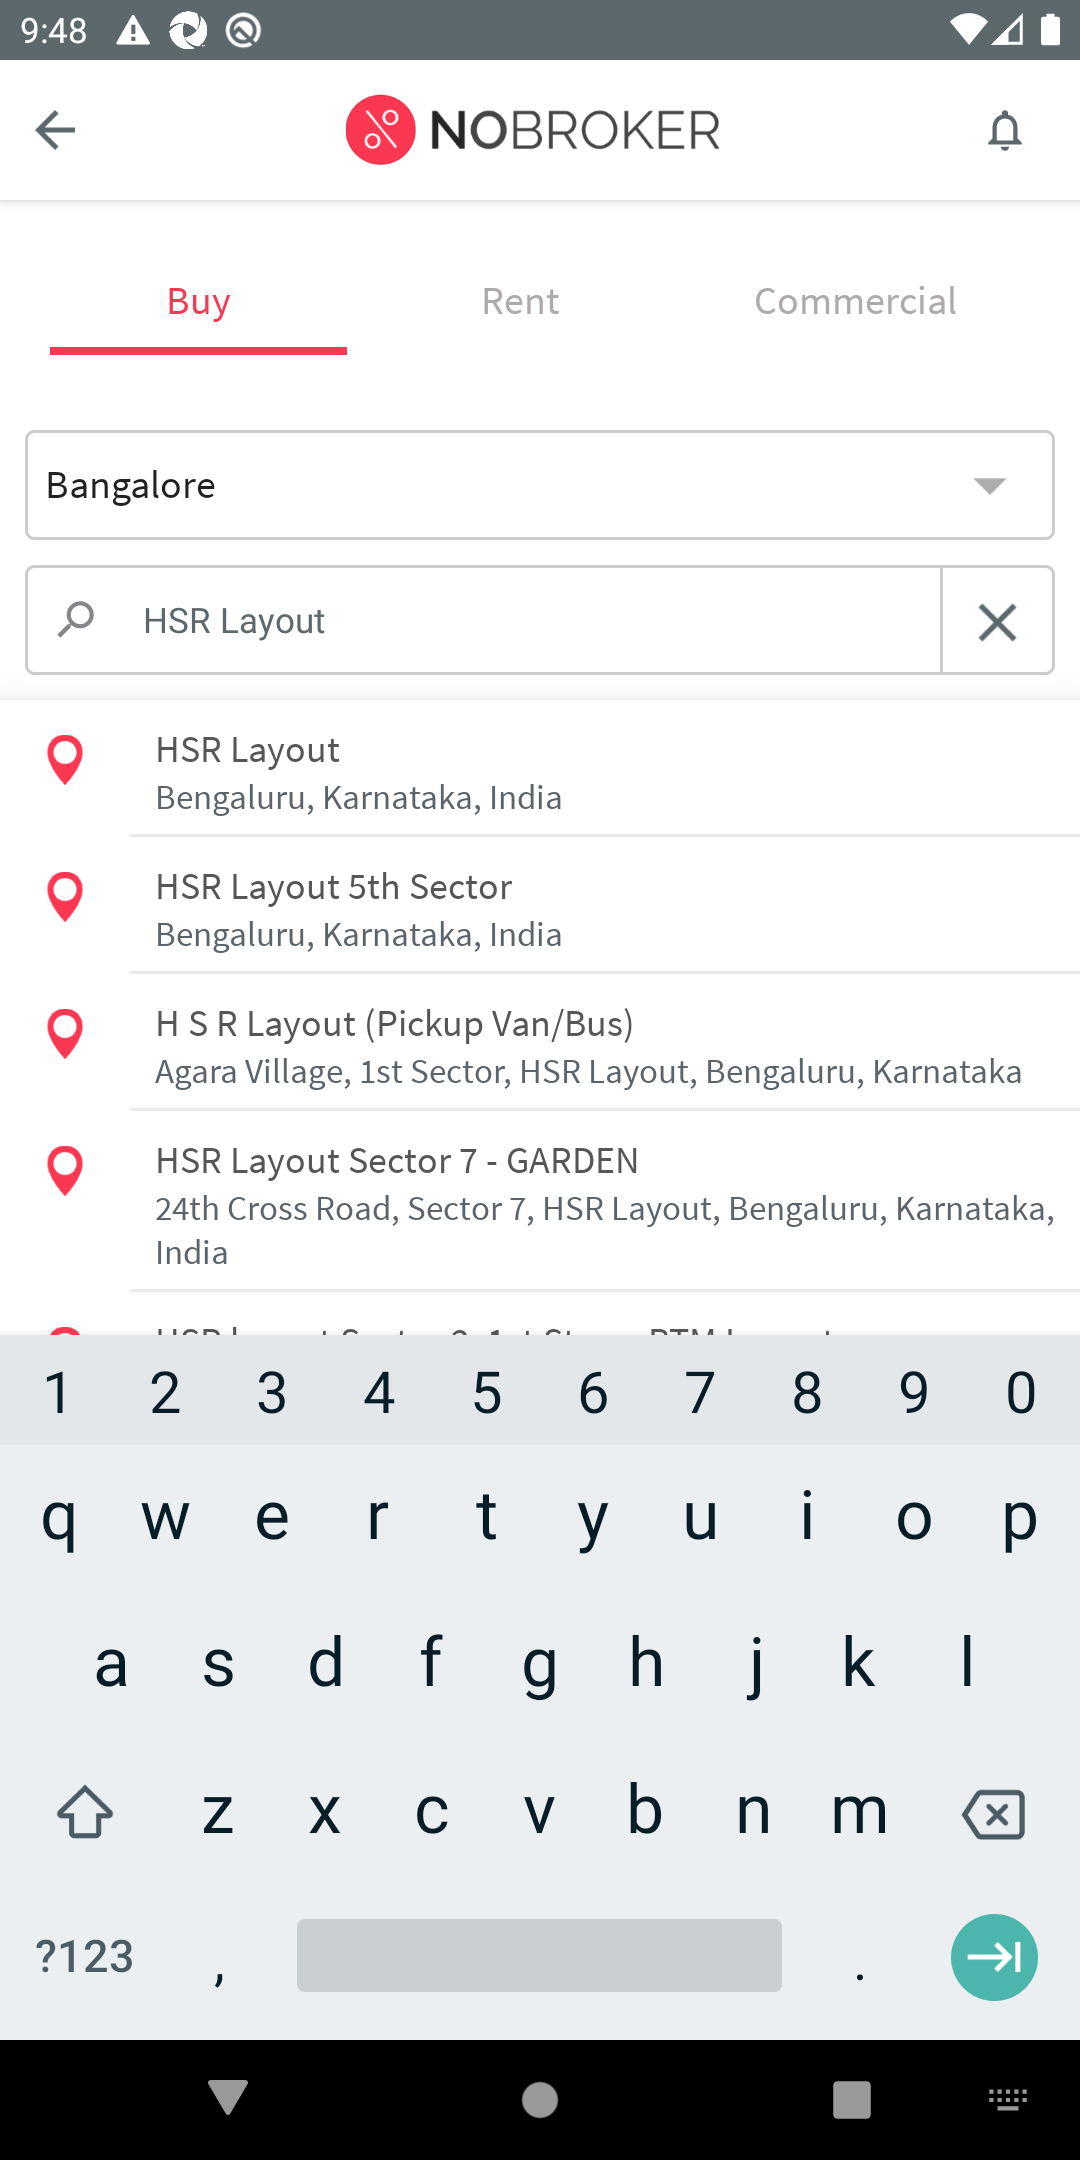 9:48
NOBROKER
Buy Rent Commercial
Bangalore
HSR Layout
HSR Layout
Bengaluru, Karnataka, India
HSR Layout 5th Sector
Bengaluru, Karnataka, India
H S R Layout (Pickup Van/Bus)
Agara Village, 1st Sector, HSR Layout, Bengaluru, Karnataka
HSR Layout Sector 7 - GARDEN
24th Cross Road, Sector 7, HSR Layout, Bengaluru, Karnataka,
India
1 2 3 4 5 6 7 8 9 0
q w e r t y u i o p
a s d f g h j k l
z x c v b n m
?123 , .